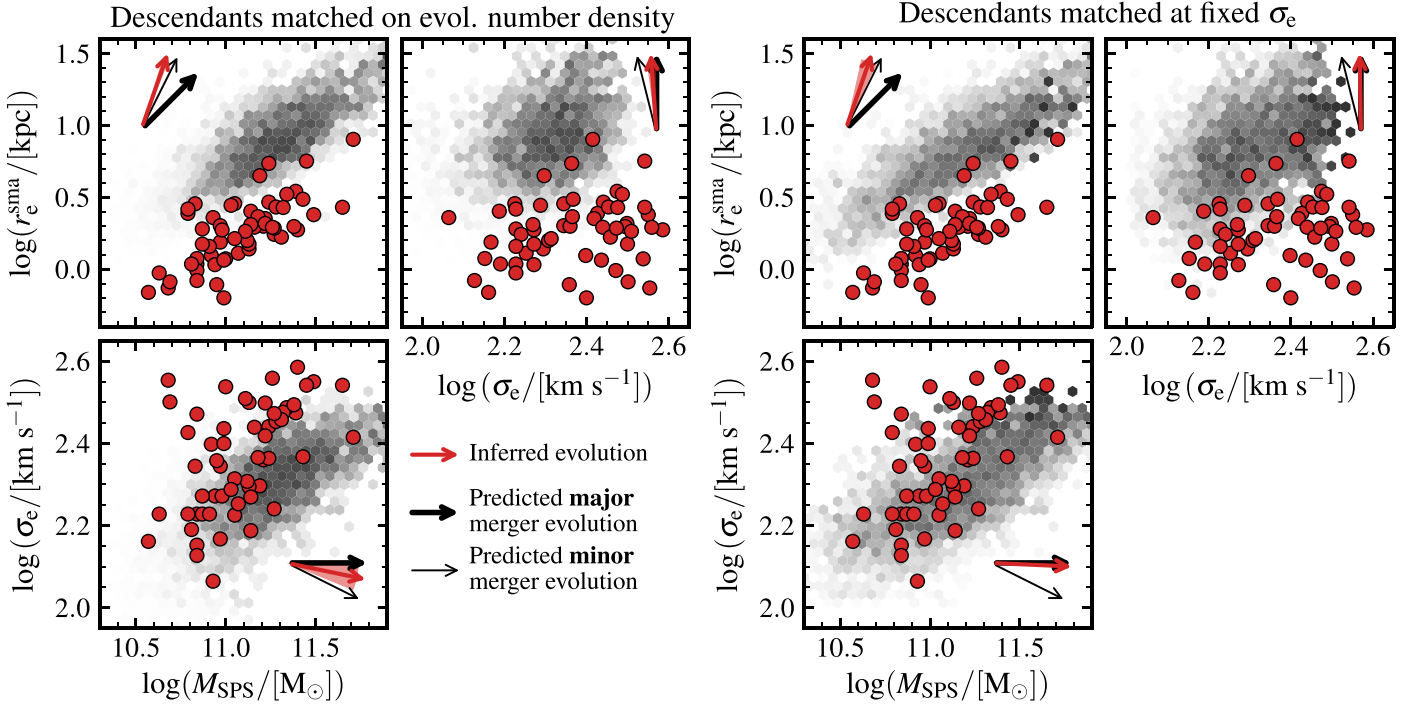 Descendants matched on evol. number density
Descendants matched at fixed σe
1.5
1.0
0.5
0.0
log(r_e^sma/[kpc])
1.5
1.0
0.5
0.0
log(r_e^sma/[kpc])
2.0 2.2 2.4 2.6
log (σe/[km s⁻¹])
2.0 2.2 2.4 2.6
log (σe/[km s⁻¹])
2.6
2.4
2.2
2.0
log (σe/[km s⁻¹])
Inferred evolution
Predicted major
merger evolution
Predicted minor
merger evolution
2.6
2.4
2.2
2.0
log (σe/[km s⁻¹])
10.5 11.0 11.5
log(M_SPS/[M⊙])
10.5 11.0 11.5
log(M_SPS/[M⊙])